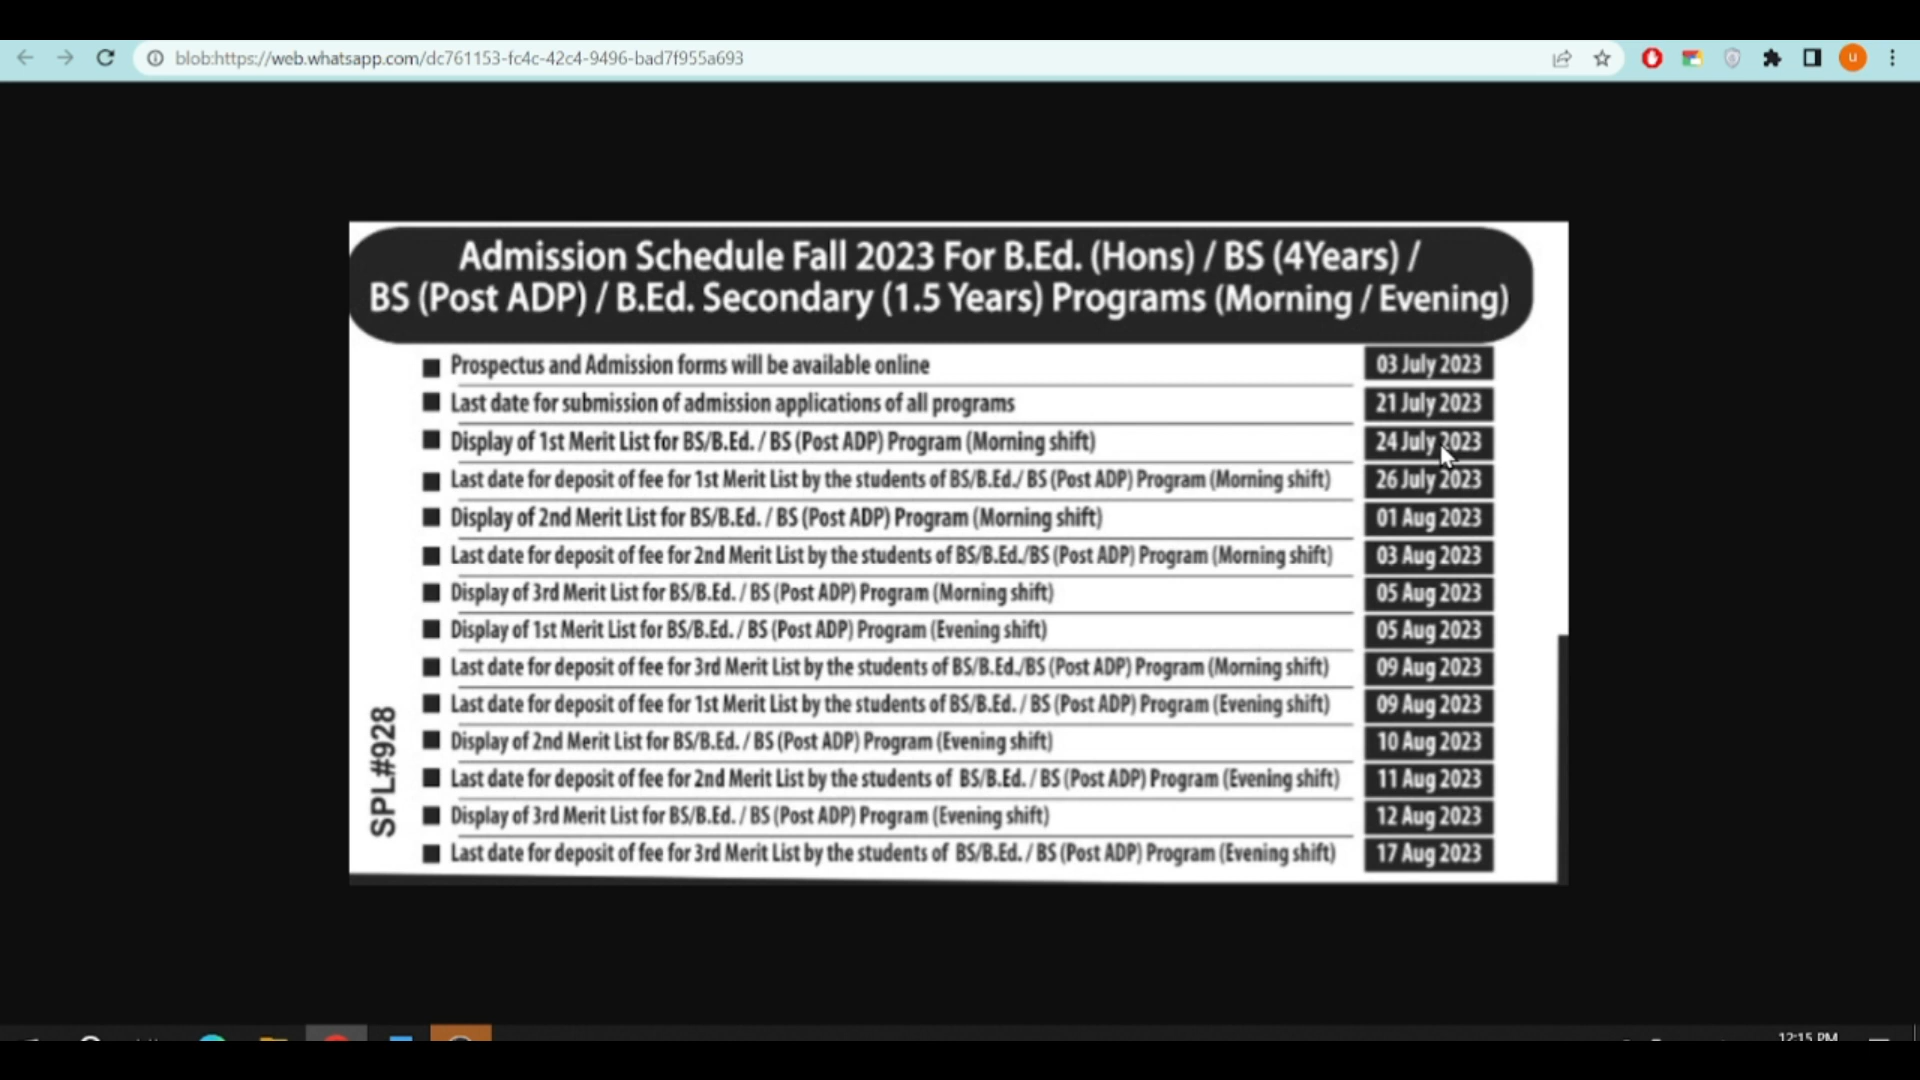 blob:https://web.whatsapp.com/dc761153-fc4c-42c4-9496-bad7f955a693
U
Admission Schedule Fall 2023 For B.Ed. (Hons) / BS (4Years) /
BS (Post ADP) / B.Ed. Secondary (1.5 Years) Programs (Morning / Evening)
Prospectus and Admission forms will be available online 03 July 2023
Last date for submission of admission applications of all programs 21 July 2023
Display of 1st Merit List for BS/B.Ed. / BS (Post ADP) Program (Morning shift) 24 July 2023
Last date for deposit of fee for 1st Merit List by the students of BS/B.Ed./ BS (Post ADP) Program (Morning shift) 26 July 2023
Display of 2nd Merit List for BS/B.Ed. / BS (Post ADP) Program (Morning shift) 01 Aug 2023
Last date for deposit of fee for 2nd Merit List by the students of BS/B.Ed./BS (Post ADP) Program (Morning shift) 03 Aug 2023
Display of 3rd Merit List for BS/B.Ed. / BS (Post ADP) Program (Morning shift) 05 Aug 2023
Display of 1st Merit List for BS/B.Ed. / BS (Post ADP) Program (Evening shift) 05 Aug 2023
Last date for deposit of fee for 3rd Merit List by the students of BS/B.Ed./BS (Post ADP) Program (Morning shift) 09 Aug 2023
Last date for deposit of fee for 1st Merit List by the students of BS/B.Ed. / BS (Post ADP) Program (Evening shift) 09 Aug 2023
Display of 2nd Merit List for BS/B.Ed. / BS (Post ADP) Program (Evening shift) 10 Aug 2023
Last date for deposit of fee for 2nd Merit List by the students of BS/B.Ed. / BS (Post ADP) Program (Evening shift) 11 Aug 2023
Display of 3rd Merit List for BS/B.Ed. / BS (Post ADP) Program (Evening shift) 12 Aug 2023
Last date for deposit of fee for 3rd Merit List by the students of BS/B.Ed. / BS (Post ADP) Program (Evening shift) 17 Aug 2023
SPL#928
12:15 PM